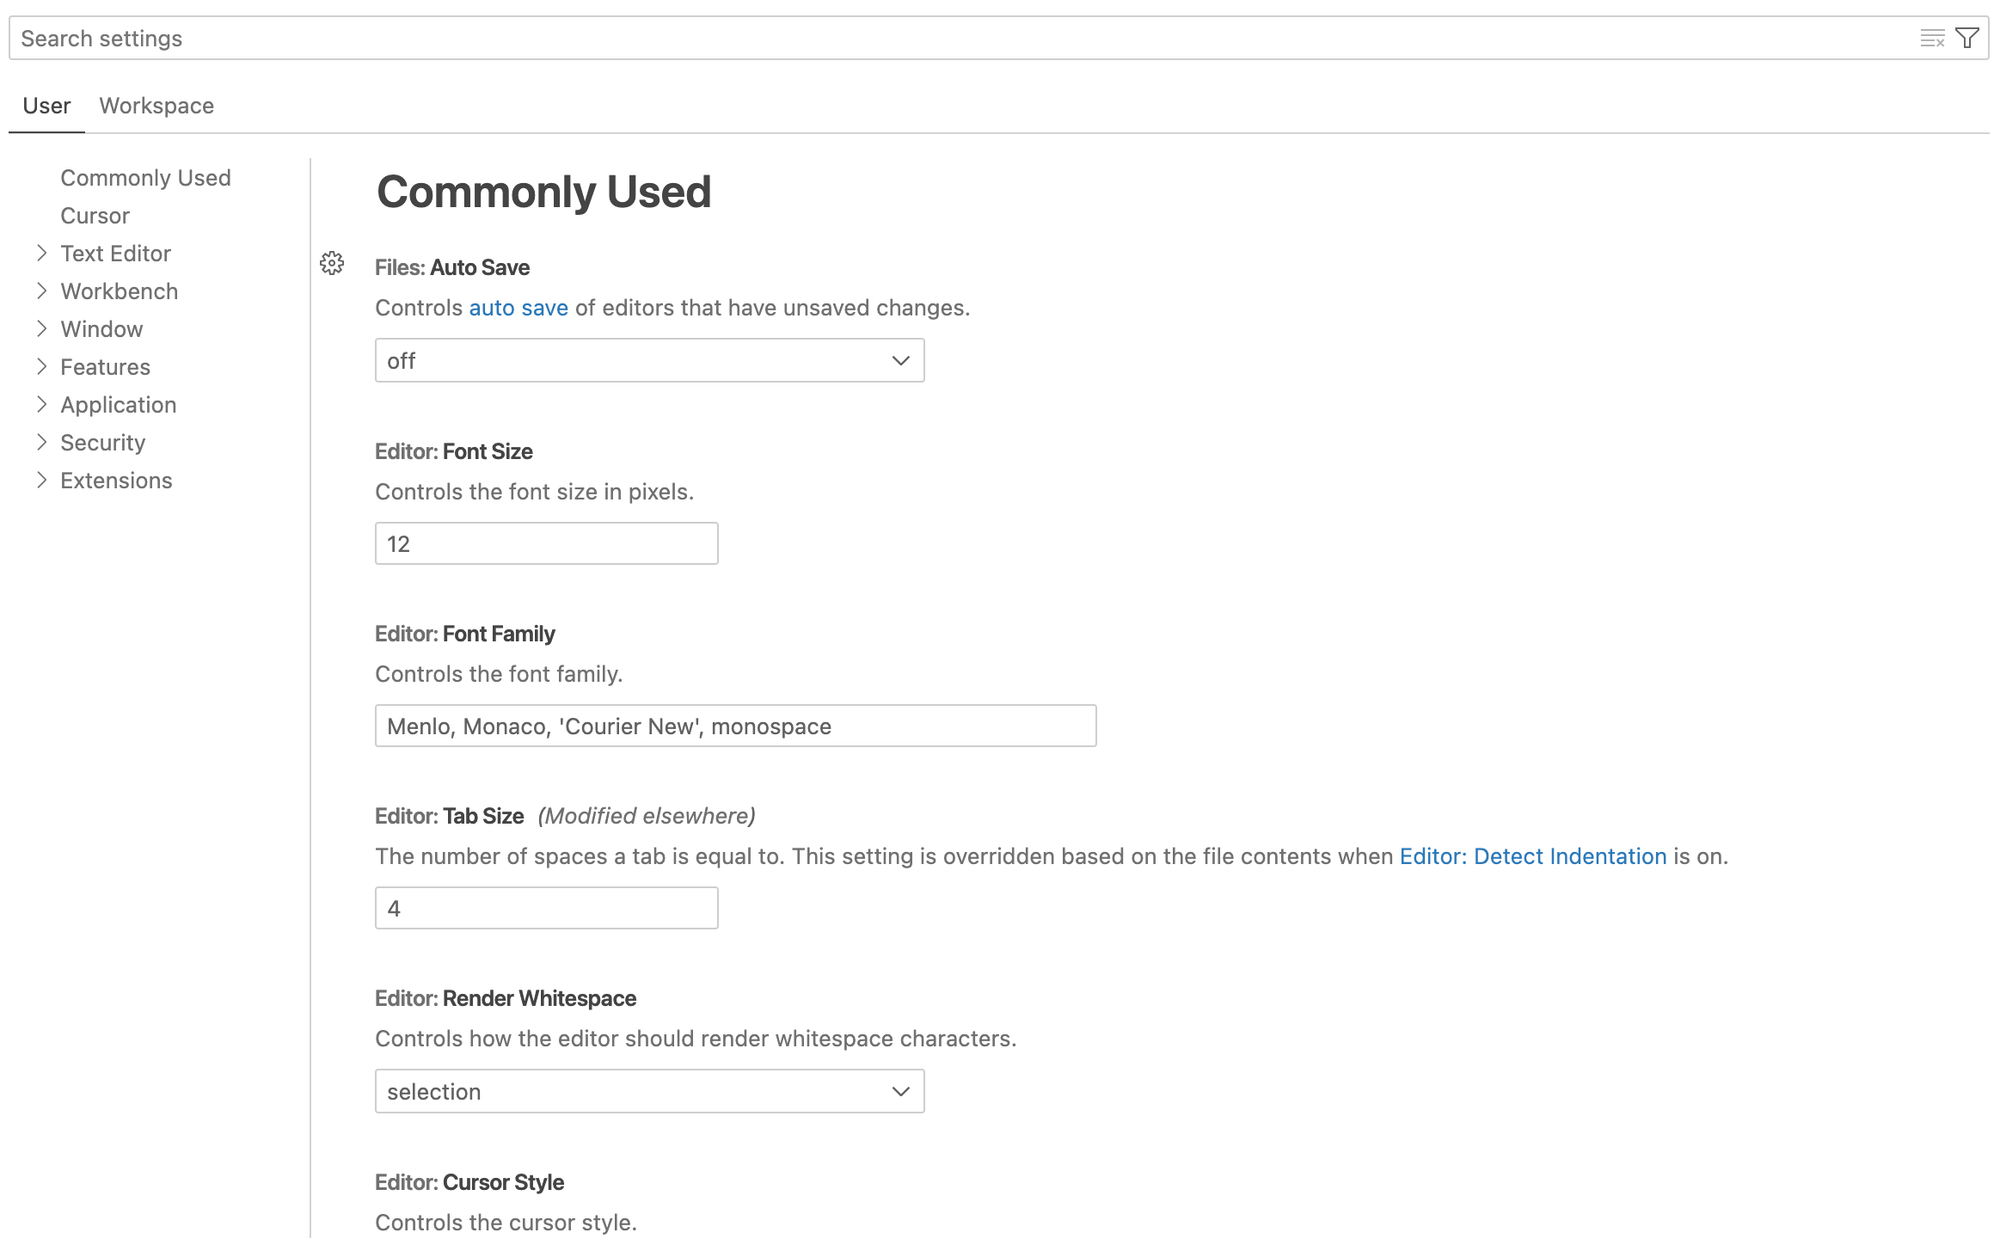 Search settings
User Workspace
Commonly Used
Cursor
Text Editor
Workbench
Window
Features
Application
Security
Extensions
Commonly Used
Files: Auto Save
Controls auto save of editors that have unsaved changes.
off
Editor: Font Size
Controls the font size in pixels.
12
Editor: Font Family
Controls the font family.
Menlo, Monaco, 'Courier New', monospace
Editor: Tab Size (Modified elsewhere)
The number of spaces a tab is equal to. This setting is overridden based on the file contents when Editor: Detect Indentation is on.
4
Editor: Render Whitespace
Controls how the editor should render whitespace characters.
selection
Editor: Cursor Style
Controls the cursor style.